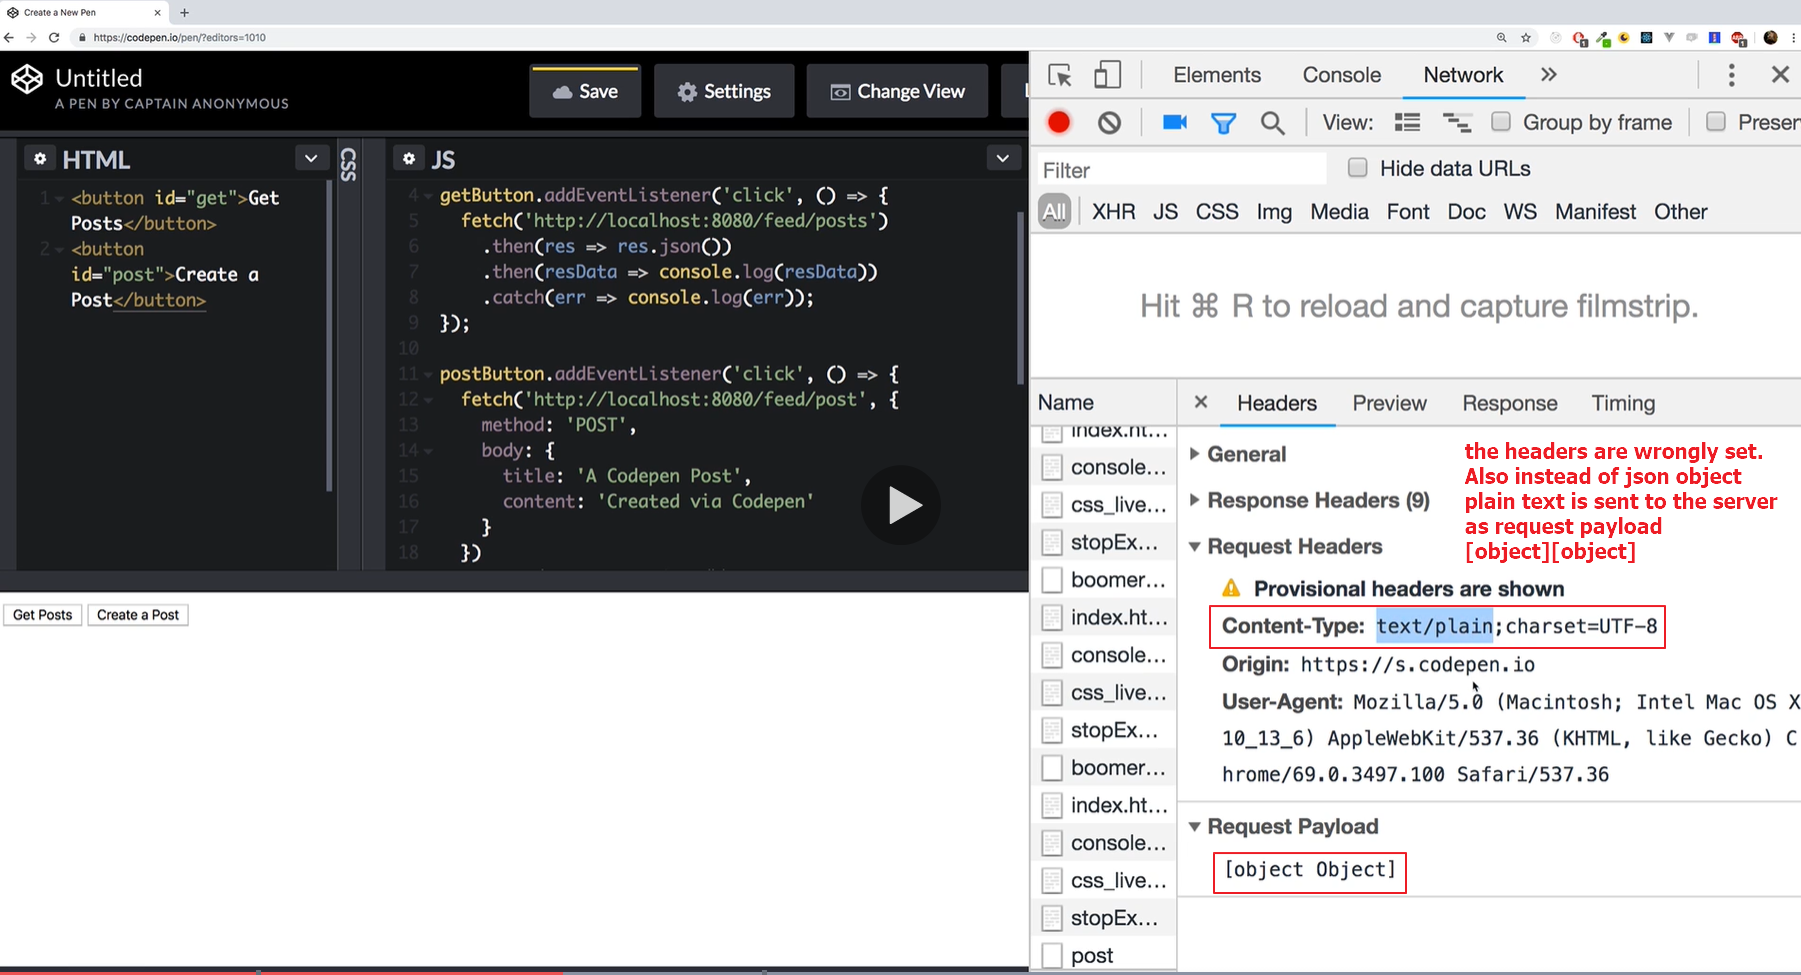 Create a New Pen
https://codepen.io/pen/?editors=1010
Untitled
A PEN BY CAPTAIN ANONYMOUS
Save
Settings
Change View
HTML
1 <button id="get">Get
Posts</button>
2 <button
id="post">Create a
Post</button>
CSS
JS
4 getButton.addEventListener('click', () => {
5 fetch('http://localhost:8080/feed/posts')
6 .then(res => res.json())
7 .then(resData => console.log(resData))
8 .catch(err => console.log(err));
9 });
10
11 postButton.addEventListener('click', () => {
12 fetch('http://localhost:8080/feed/post', {
13 method: 'POST',
14 body: {
15 title: 'A Codepen Post',
16 content: 'Created via Codepen'
17 }
18 })
Get Posts
Create a Post
Elements Console Network
View: Group by frame Preser
Filter Hide data URLs
All XHR JS CSS Img Media Font Doc WS Manifest Other
Hit ⌘ R to reload and capture filmstrip.
Name
index.ht...
console...
css_live...
stopEx...
boomer...
index.ht...
console...
css_live...
stopEx...
boomer...
index.ht...
console...
css_live...
stopEx...
post
Headers Preview Response Timing
General
Response Headers (9)
Request Headers
the headers are wrongly set.
Also instead of json object
plain text is sent to the server
as request payload
[object][object]
Provisional headers are shown
Content-Type: text/plain;charset=UTF-8
Origin: https://s.codepen.io
User-Agent: Mozilla/5.0 (Macintosh; Intel Mac OS X
10_13_6) AppleWebKit/537.36 (KHTML, like Gecko) C
hrome/69.0.3497.100 Safari/537.36
Request Payload
[object Object]